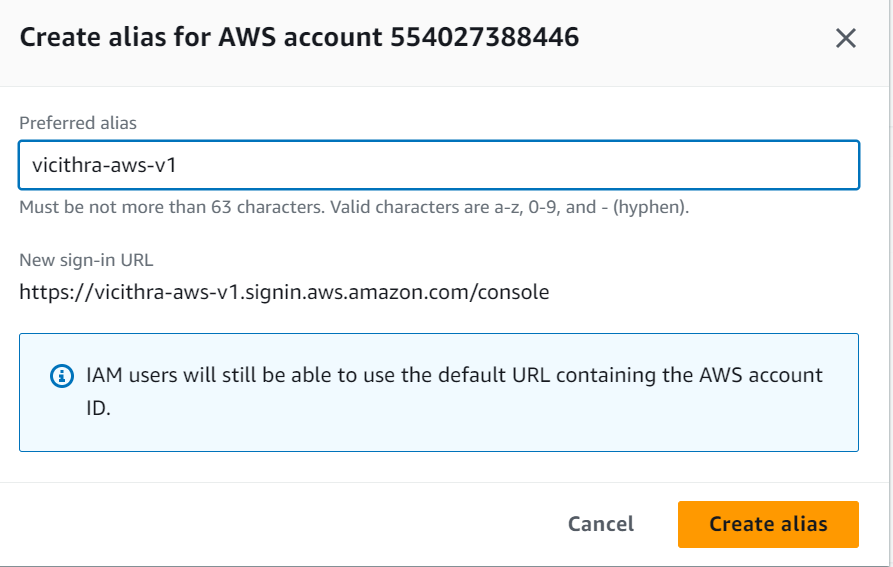 Create alias for AWS account 554027388446
Preferred alias
vicithra-aws-v1
Must be not more than 63 characters. Valid characters are a-z, 0-9, and - (hyphen).
New sign-in URL
https://vicithra-aws-v1.signin.aws.amazon.com/console
IAM users will still be able to use the default URL containing the AWS account
ID.
Cancel
Create alias